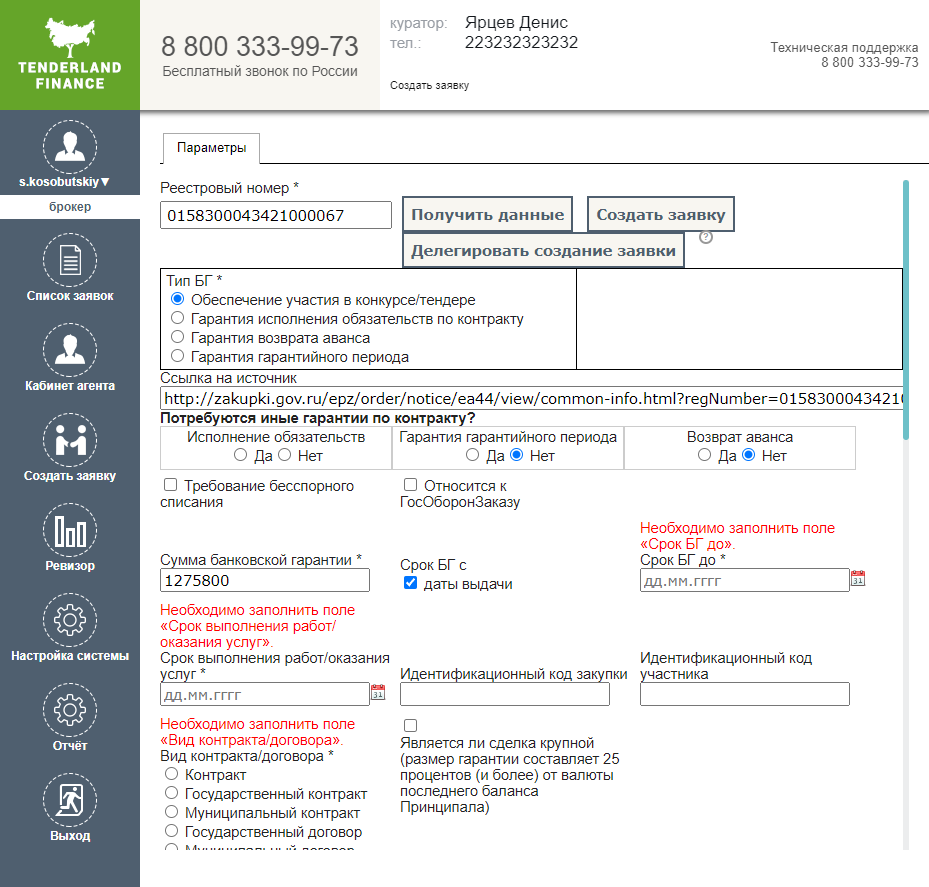 TENDERLAND
FINANCE
8 800 333-99-73
Бесплатный звонок по России
куратор: Ярцев Денис
тел.: 223232323232
Создать заявку
Техническая поддержка
8 800 333-99-73
s.kosobutskiy▼
брокер
Список заявок
Кабинет агента
Создать заявку
Ревизор
Настройка системы
Отчёт
Выход
Параметры
Реестровый номер *
0158300043421000067
Получить данные
Создать заявку
Делегировать создание заявки
?
Тип БГ *
Обеспечение участия в конкурсе/тендере
Гарантия исполнения обязательств по контракту
Гарантия возврата аванса
Гарантия гарантийного периода
Ссылка на источник
http://zakupki.gov.ru/epz/order/notice/ea44/view/common-info.html?regNumber=01583000434210
Потребуются иные гарантии по контракту?
Исполнение обязательств
Да Нет
Гарантия гарантийного периода
Да Нет
Возврат аванса
Да Нет
Требование бесспорного
списания
Относится к
ГосОборонЗаказу
Сумма банковской гарантии *
1275800
Срок БГ с
даты выдачи
Необходимо заполнить поле
«Срок БГ до».
Срок БГ до *
дд.мм.гггг
31
Необходимо заполнить поле
«Срок выполнения работ/
оказания услуг».
Срок выполнения работ/оказания
услуг *
дд.мм.гггг
31
Идентификационный код закупки
Идентификационный код
участника
Необходимо заполнить поле
«Вид контракта/договора».
Вид контракта/договора *
Контракт
Государственный контракт
Муниципальный контракт
Государственный договор
Муниципальный договор
Является ли сделка крупной
(размер гарантии составляет 25
процентов (и более) от валюты
последнего баланса
Принципала)